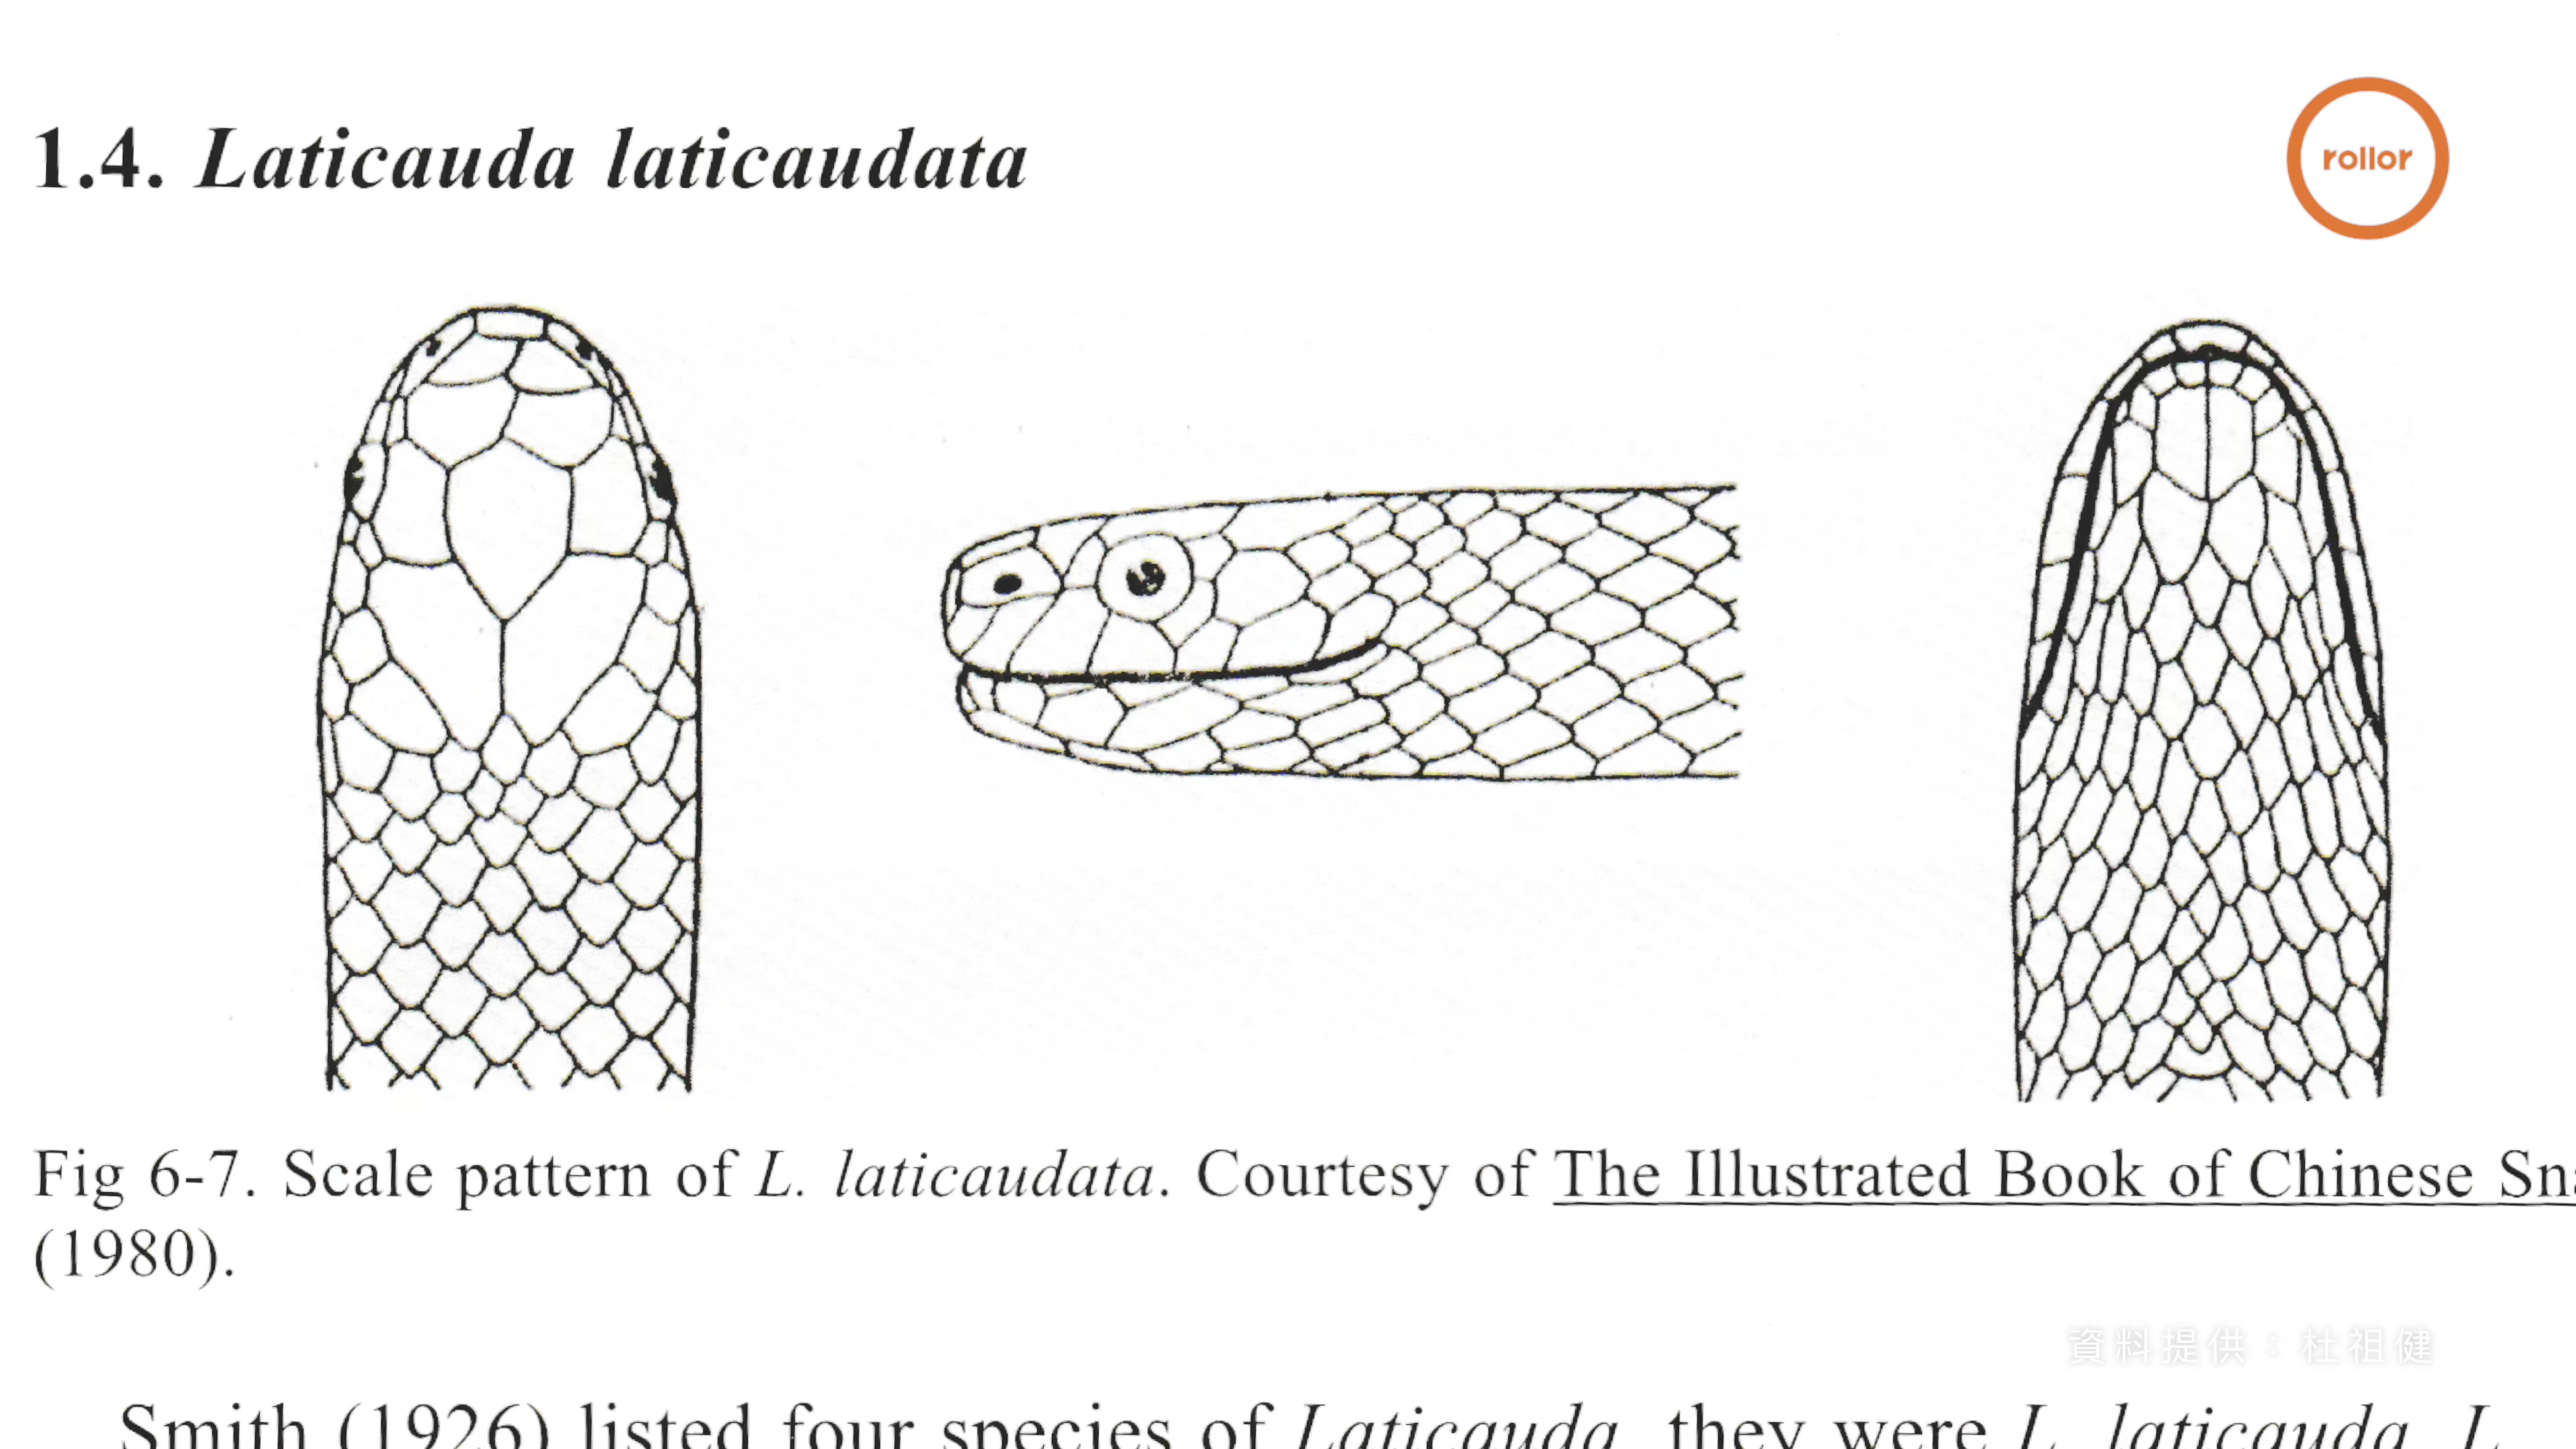 1.4. Laticauda laticaudata
rollor
Fig 6-7. Scale pattern of L. laticaudata. Courtesy of The Illustrated Book of Chinese
(1980).
資料提供：杜祖健
Smith (1926) listed four species of Laticauda, they were L. laticauda, L.